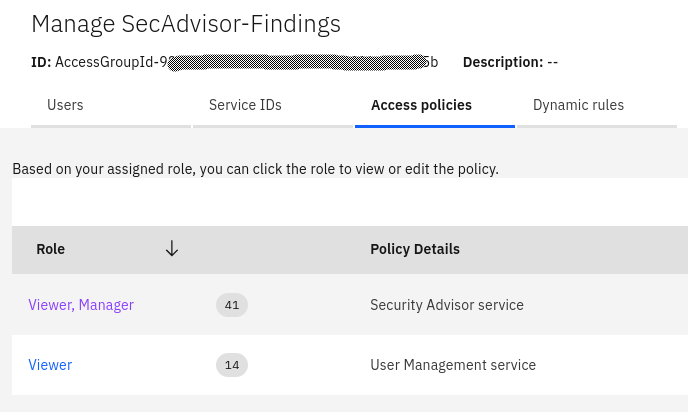 Manage SecAdvisor-Findings
ID: AccessGroupId-9 b Description: --
Users Service IDs Access policies Dynamic rules
Based on your assigned role, you can click the role to view or edit the policy.
Role Policy Details
Viewer, Manager 41 Security Advisor service
Viewer 14 User Management service